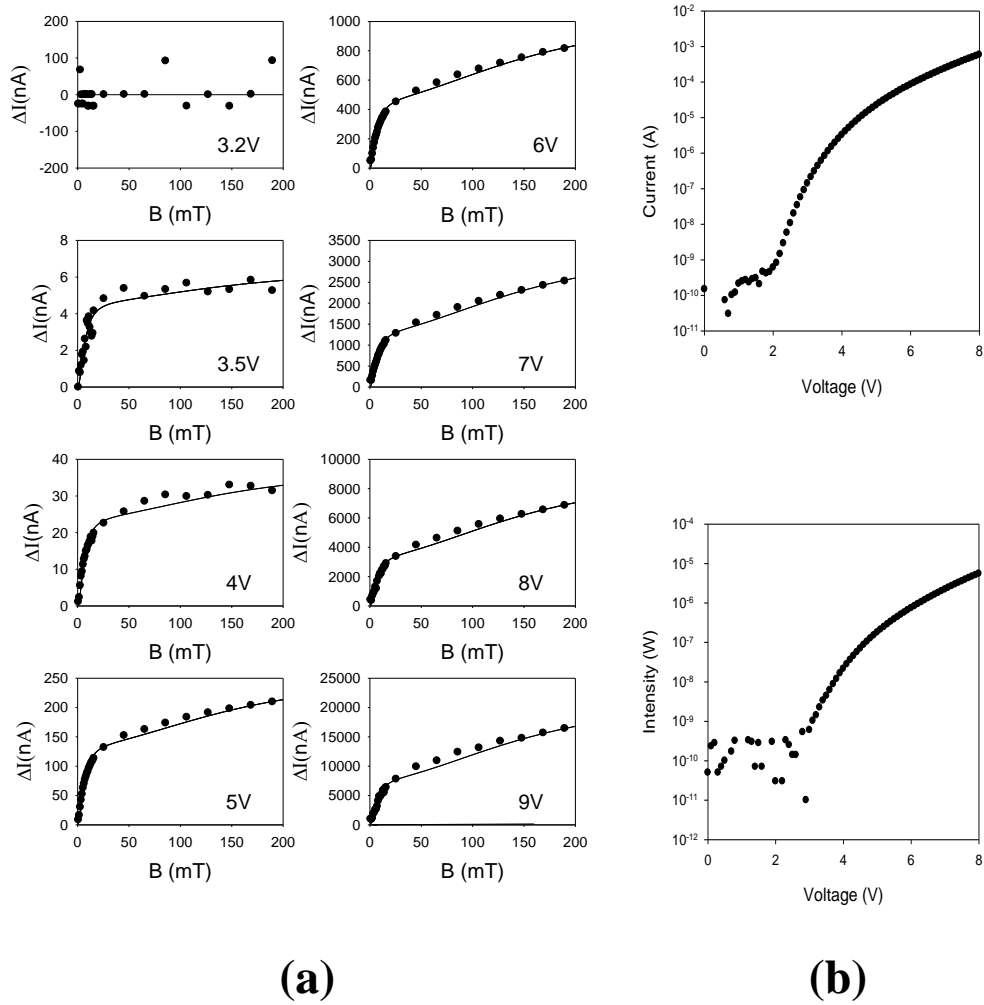 200
100
0
-100
-200
ΔI(nA)
0 50 100 150 200
B (mT)
3.2V
1000
800
600
400
200
0
ΔI(nA)
0 50 100 150 200
B (mT)
6V
8
6
4
2
0
ΔI(nA)
0 50 100 150 200
B (mT)
3.5V
3500
3000
2500
2000
1500
1000
500
0
ΔI(nA)
0 50 100 150 200
B (mT)
7V
40
30
20
10
0
ΔI(nA)
0 50 100 150 200
B (mT)
4V
10000
8000
6000
4000
2000
0
ΔI(nA)
0 50 100 150 200
B (mT)
8V
250
200
150
100
50
0
ΔI(nA)
0 50 100 150 200
B (mT)
5V
25000
20000
15000
10000
5000
0
ΔI(nA)
0 50 100 150 200
B (mT)
9V
(a)
10⁻²
10⁻³
10⁻⁴
10⁻⁵
10⁻⁶
10⁻⁷
10⁻⁸
10⁻⁹
10⁻¹⁰
10⁻¹¹
Current (A)
0 2 4 6 8
Voltage (V)
10⁻⁴
10⁻⁵
10⁻⁶
10⁻⁷
10⁻⁸
10⁻⁹
10⁻¹⁰
10⁻¹¹
10⁻¹²
Intensity (W)
0 2 4 6 8
Voltage (V)
(b)